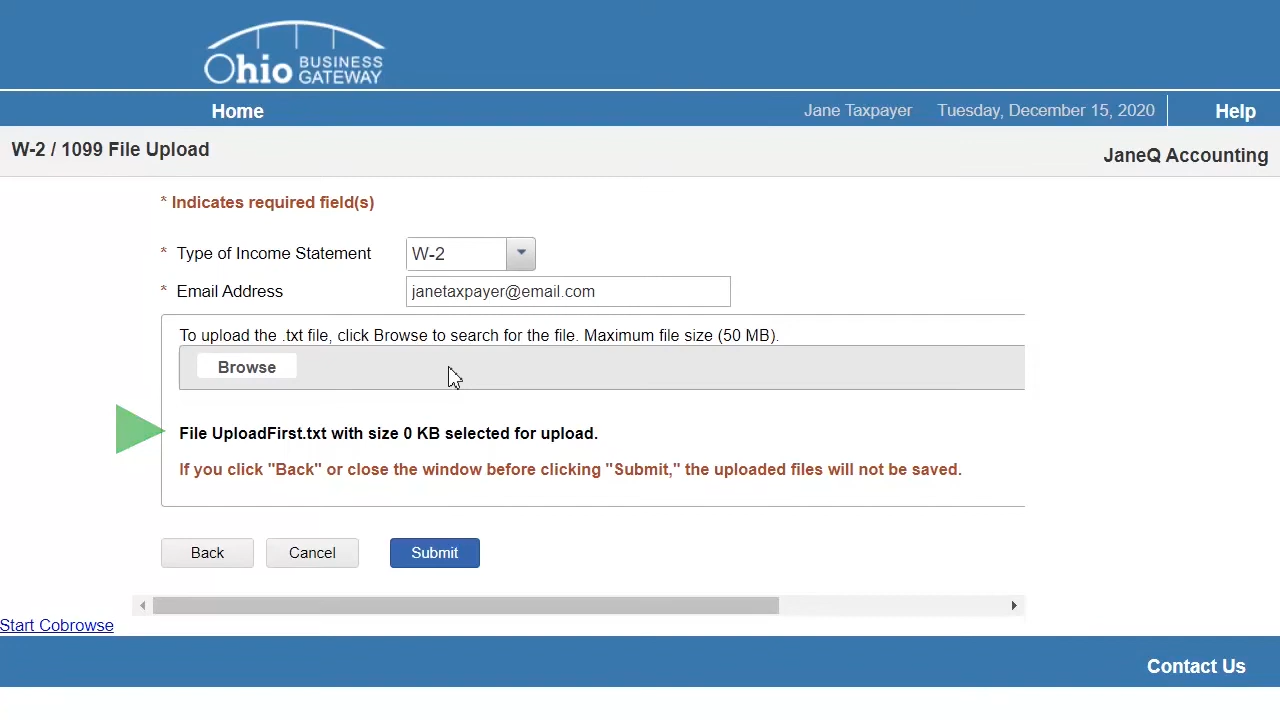 Ohio BUSINESS GATEWAY
Home
Jane Taxpayer Tuesday, December 15, 2020 Help
W-2 / 1099 File Upload
JaneQ Accounting
* Indicates required field(s)
* Type of Income Statement W-2
* Email Address janetaxpayer@email.com
To upload the .txt file, click Browse to search for the file. Maximum file size (50 MB).
Browse
File UploadFirst.txt with size 0 KB selected for upload.
If you click "Back" or close the window before clicking "Submit," the uploaded files will not be saved.
Back Cancel Submit
Start Cobrowse
Contact Us